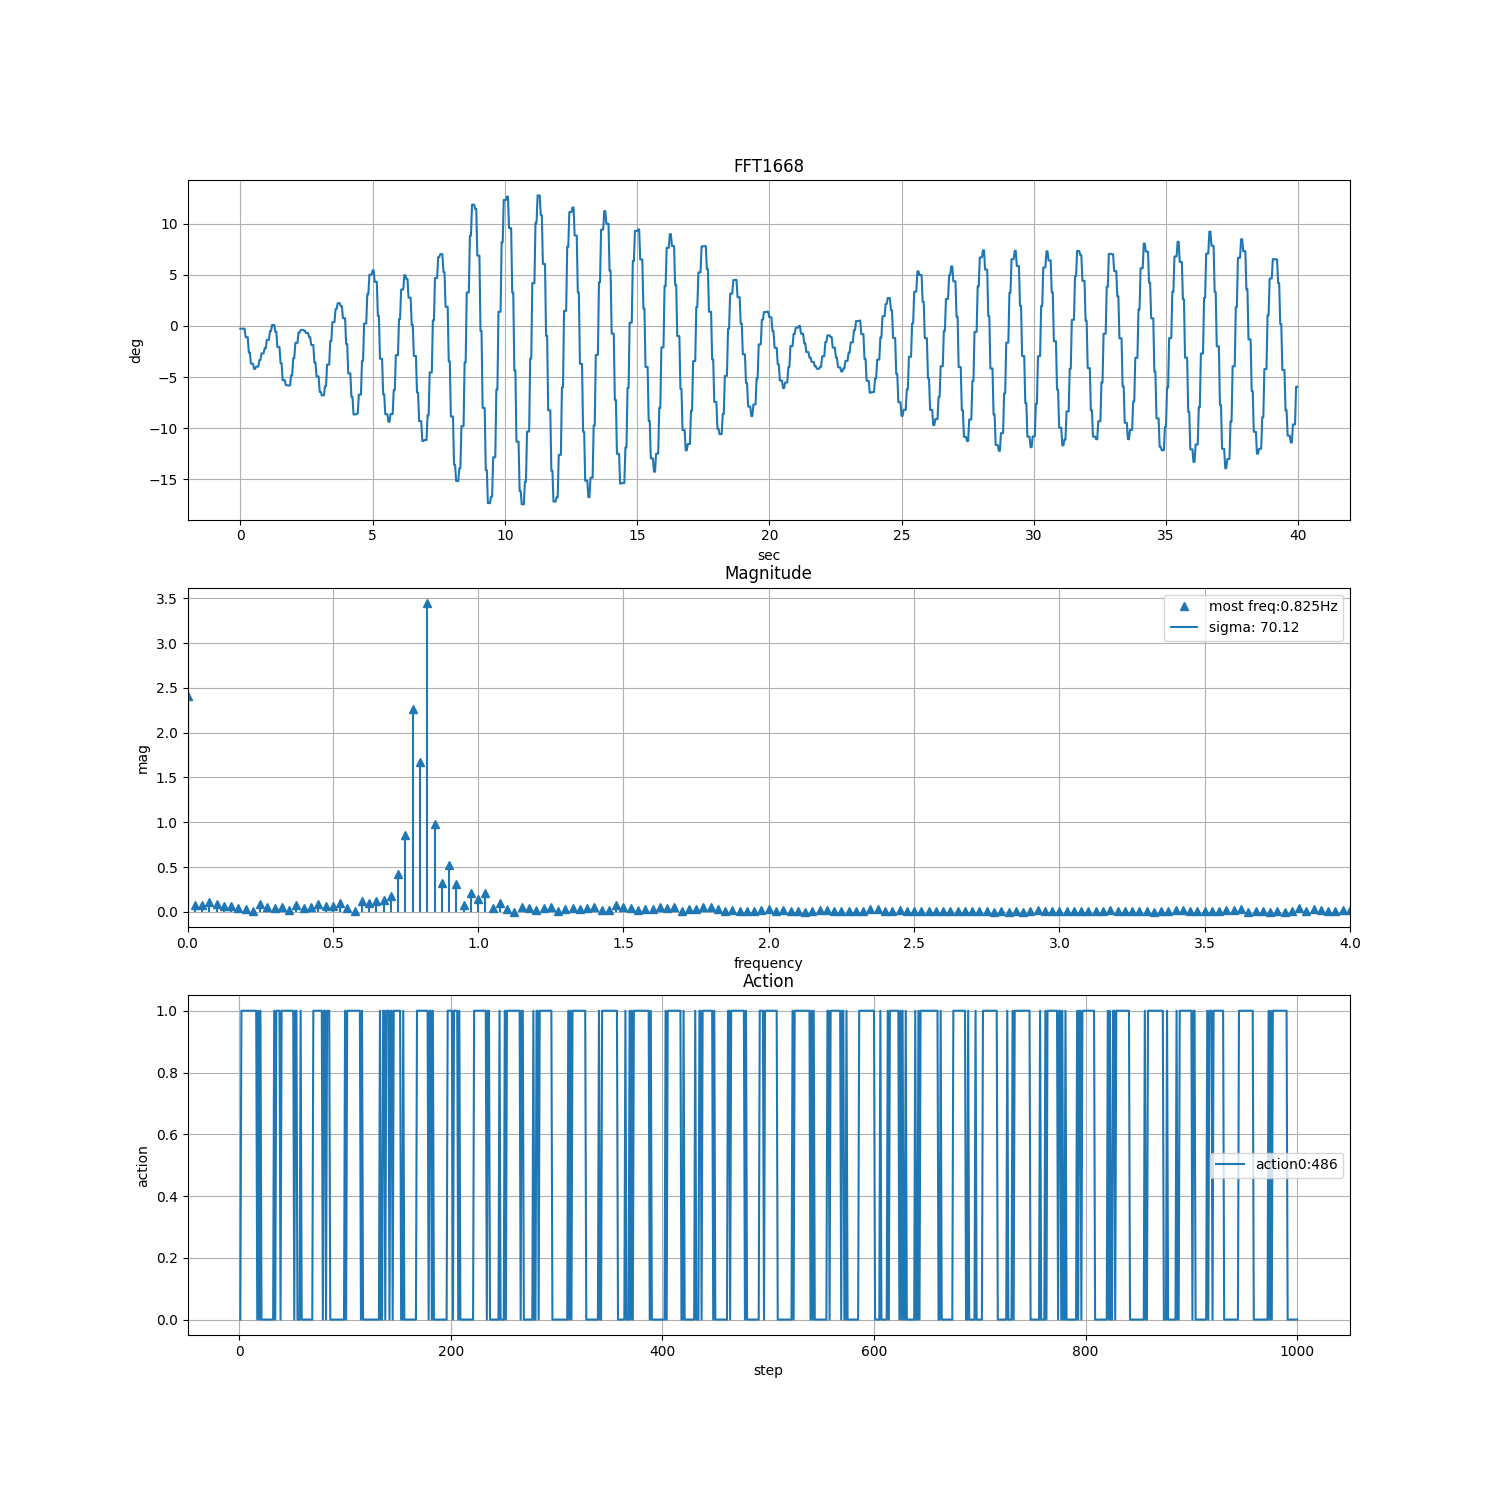 FFT1668
10
5
0
−5
−10
−15
deg
0 5 10 15 20 25 30 35 40
sec
Magnitude
3.5
3.0
2.5
2.0
1.5
1.0
0.5
0.0
mag
most freq:0.825Hz
sigma: 70.12
0.0 0.5 1.0 1.5 2.0 2.5 3.0 3.5 4.0
frequency
Action
1.0
0.8
0.6
0.4
0.2
0.0
action
action0:486
0 200 400 600 800 1000
step